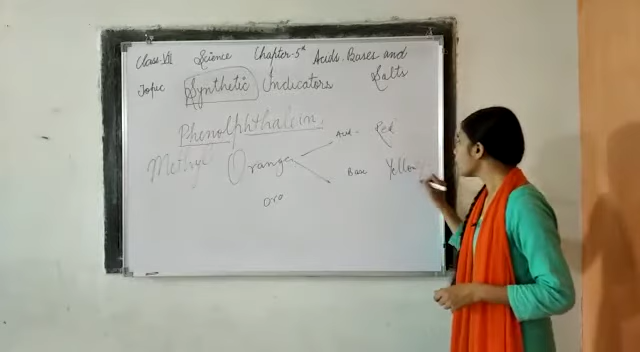 Class-VII Science Chapter-5th Acids, Bases and Salts
Topic Synthetic Indicators
Phenolphthalein.
Methyl Orange
Acid - Red
Base Yellow
oro